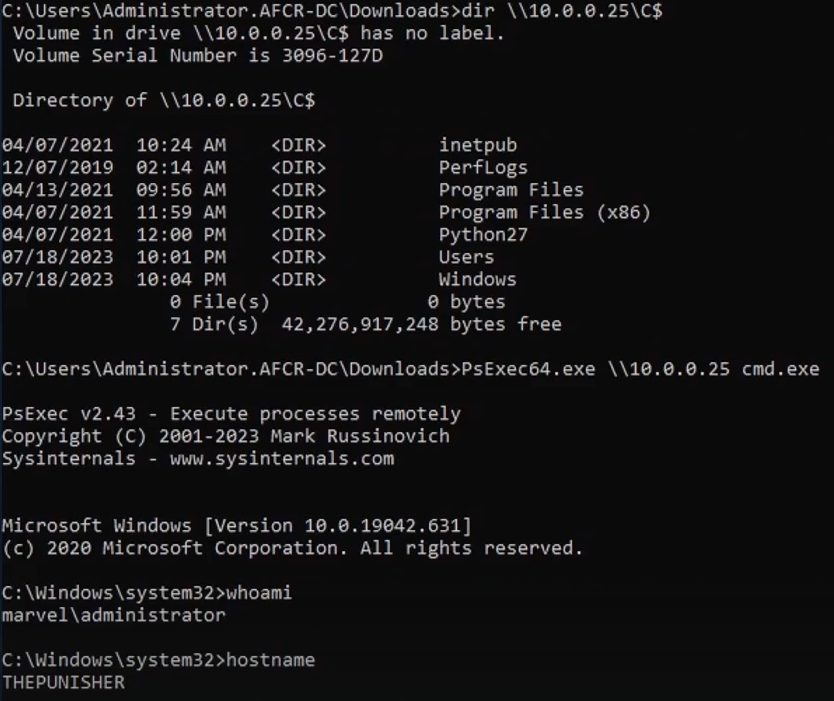 C:\Users\Administrator.AFCR-DC\Downloads>dir \\10.0.0.25\C$
Volume in drive \\10.0.0.25\C$ has no label.
Volume Serial Number is 3096-127D
Directory of \\10.0.0.25\C$
04/07/2021 10:24 AM <DIR> inetpub
12/07/2019 02:14 AM <DIR> PerfLogs
04/13/2021 09:56 AM <DIR> Program Files
04/07/2021 11:59 AM <DIR> Program Files (x86)
04/07/2021 12:00 PM <DIR> Python27
07/18/2023 10:01 PM <DIR> Users
07/18/2023 10:04 PM <DIR> Windows
0 File(s) 0 bytes
7 Dir(s) 42,276,917,248 bytes free
C:\Users\Administrator.AFCR-DC\Downloads>PsExec64.exe \\10.0.0.25 cmd.exe
PsExec v2.43 - Execute processes remotely
Copyright (C) 2001-2023 Mark Russinovich
Sysinternals - www.sysinternals.com
Microsoft Windows [Version 10.0.19042.631]
(c) 2020 Microsoft Corporation. All rights reserved.
C:\Windows\system32>whoami
marvel\administrator
C:\Windows\system32>hostname
THEPUNISHER